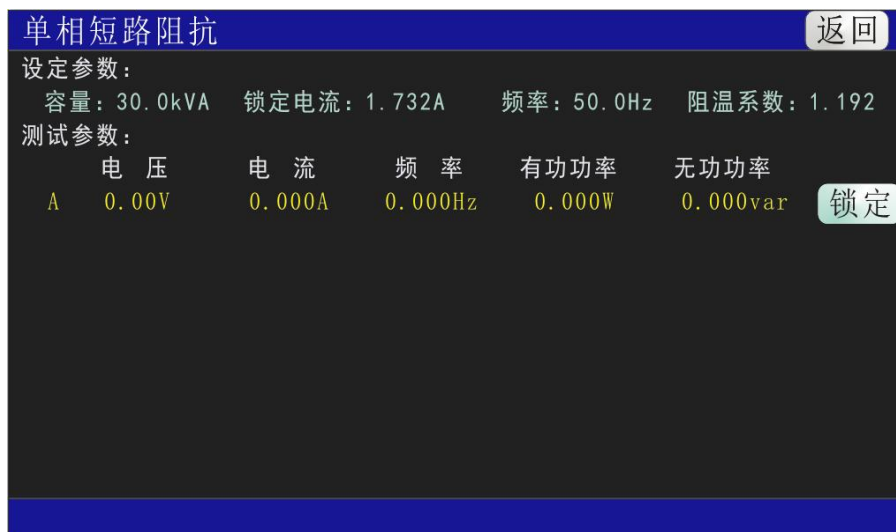 单相短路阻抗 返回
设定参数:
容量: 30.0kVA 锁定电流: 1.732A 频率: 50.0Hz 阻温系数: 1.192
测试参数:
电 压 电 流 频 率 有功功率 无功功率
A 0.00V 0.000A 0.000Hz 0.000W 0.000var 锁定